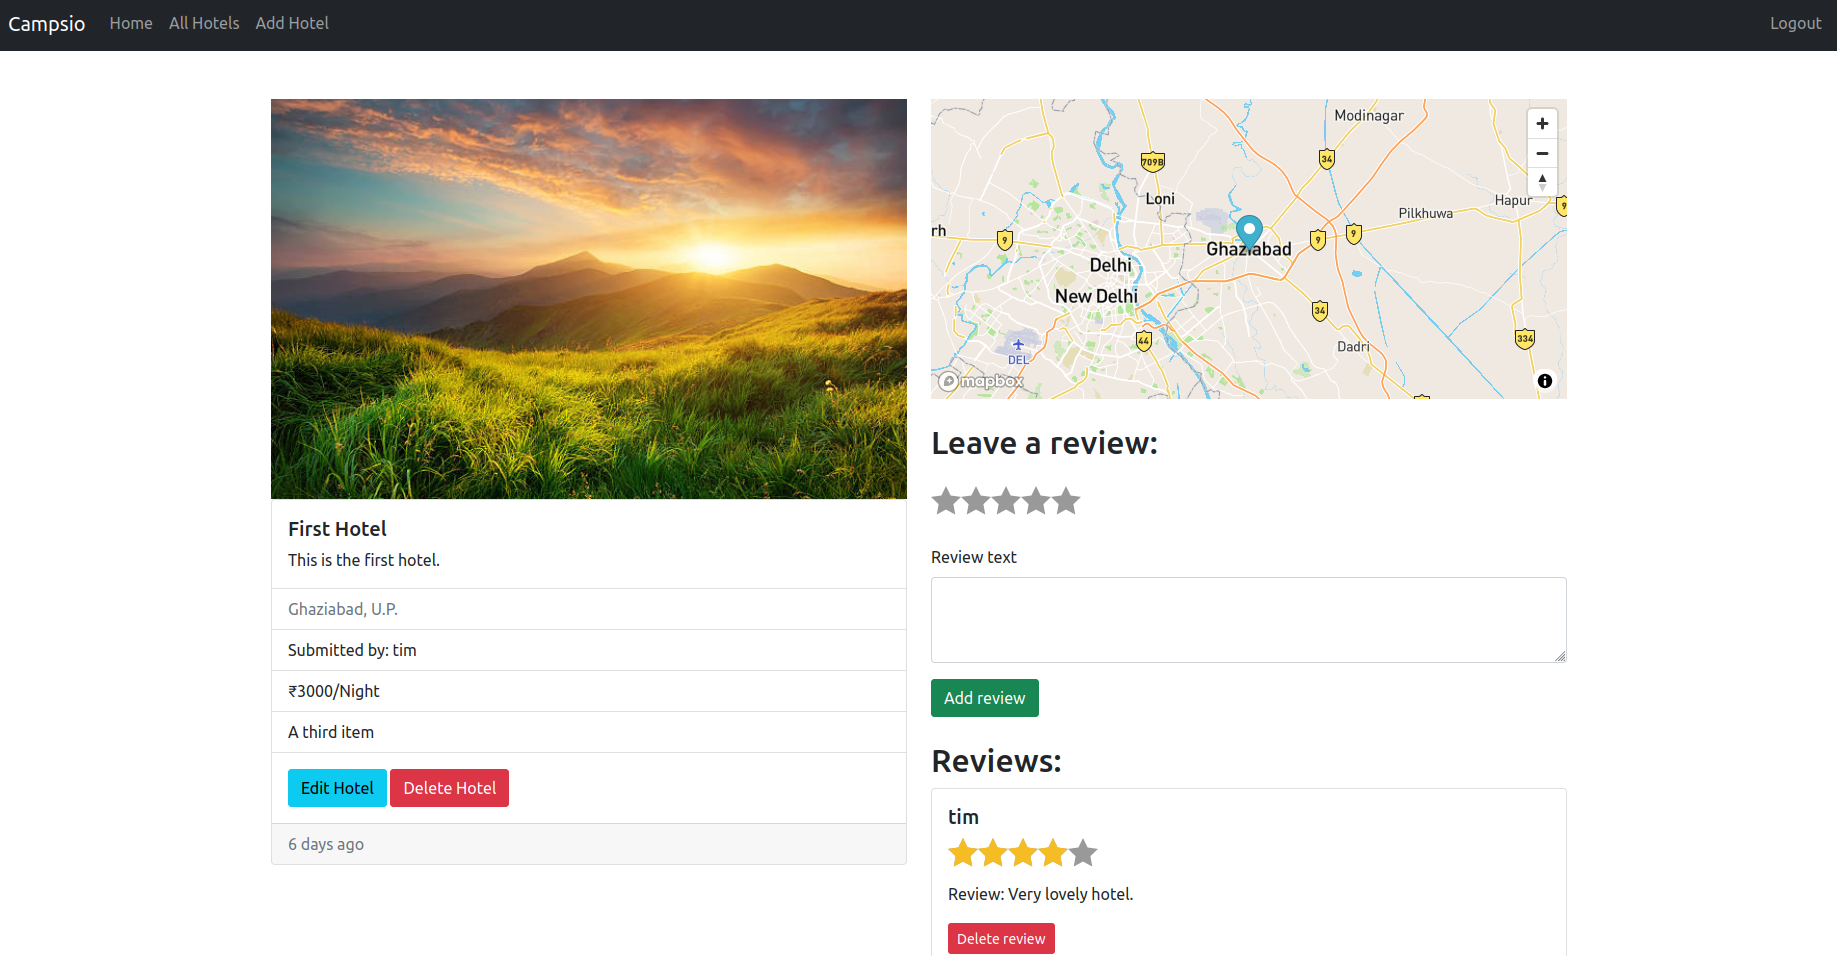 Campsio Home All Hotels Add Hotel Logout
Modinagar
709B
34
Loni
Hapur
Pilkhuwa
9
rh
9
9
9
Ghaziabad
Delhi
New Delhi
34
334
44
Dadri
DEL
mapbox
First Hotel
This is the first hotel.
Ghaziabad, U.P.
Submitted by: tim
₹3000/Night
A third item
Edit Hotel Delete Hotel
6 days ago
Leave a review:
Review text
Add review
Reviews:
tim
Review: Very lovely hotel.
Delete review